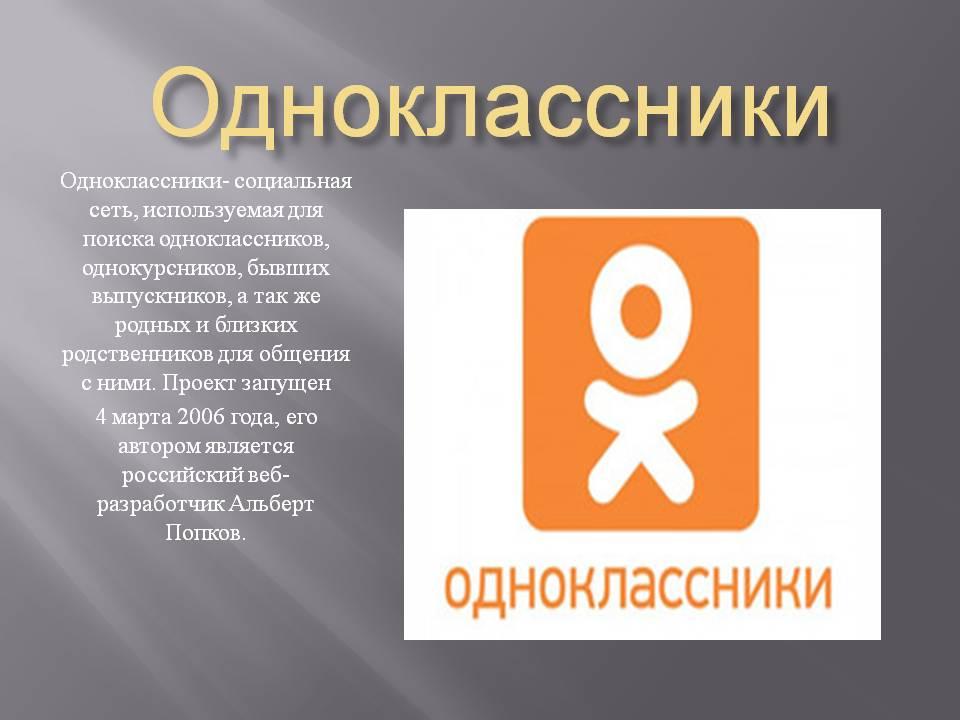 Одноклассники
Одноклассники- социальная
сеть, используемая для
поиска одноклассников,
однокурсников, бывших
выпускников, а так же
родных и близких
родственников для общения
с ними. Проект запущен
4 марта 2006 года, его
автором является
российский веб-
разработчик Альберт
Попков.
одноклассники